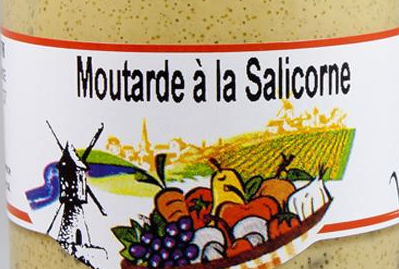 Moutarde à la Salicorne